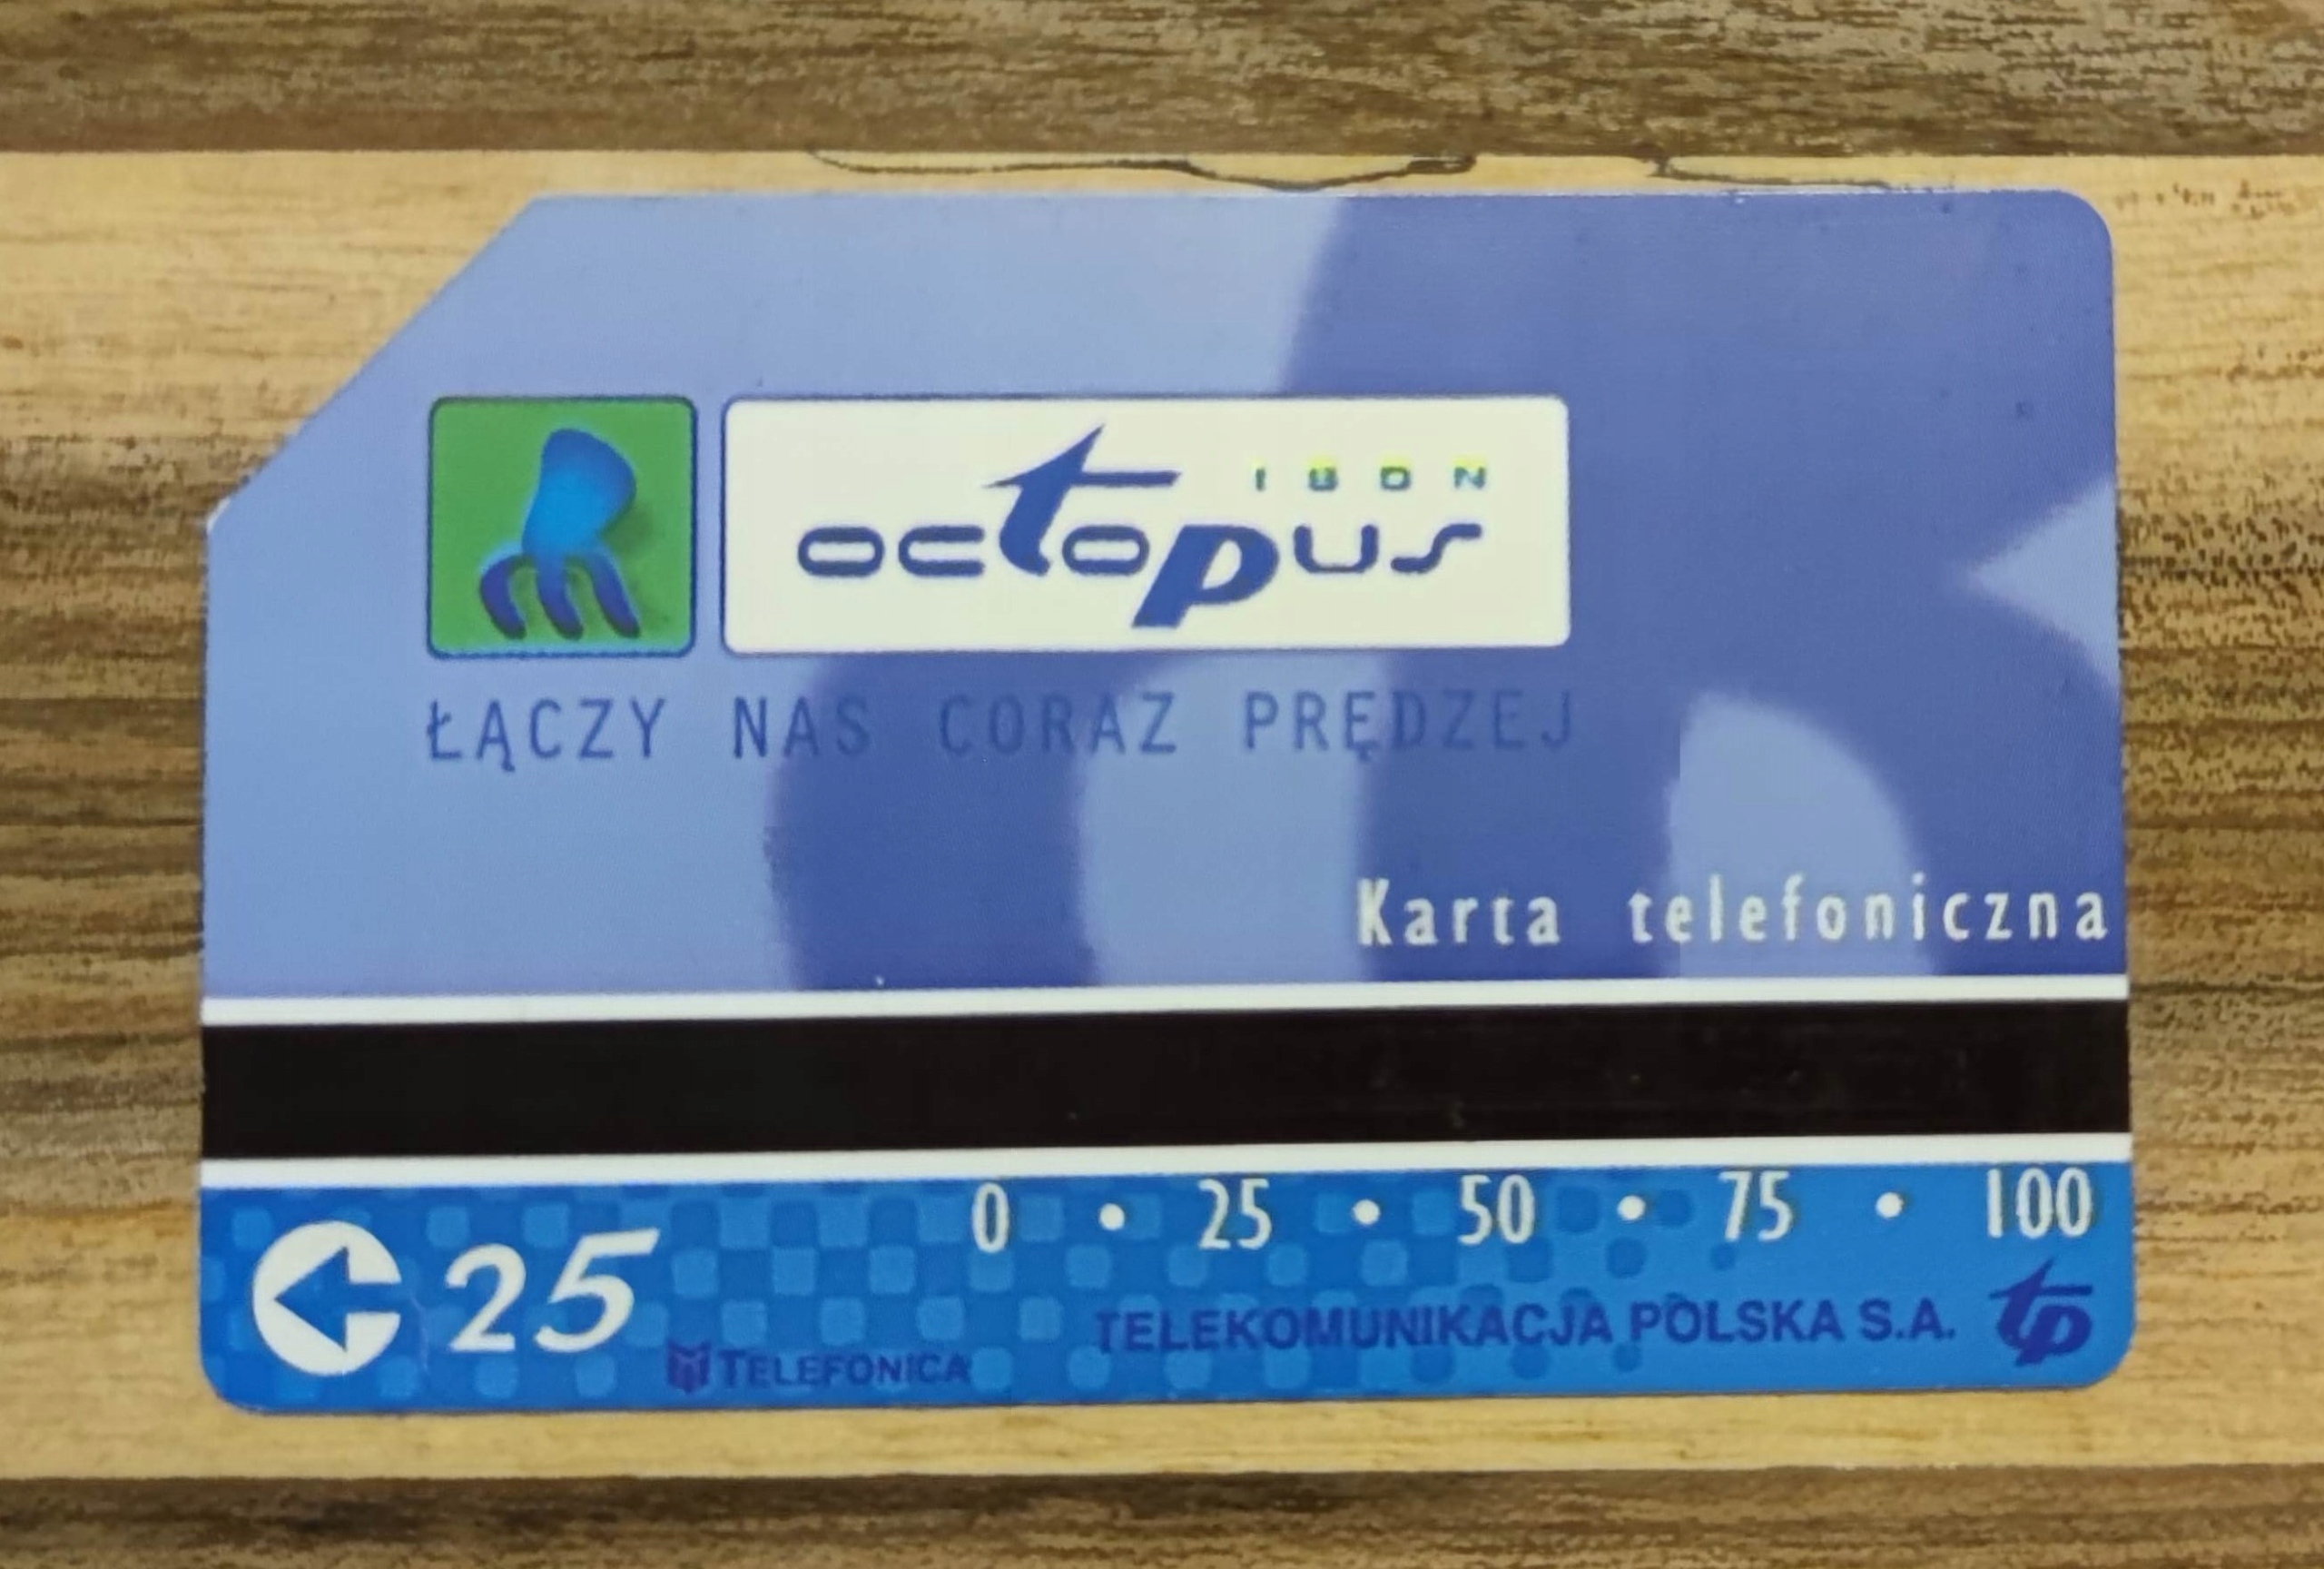 ISDN
octopus
ŁĄCZY NAS CORAZ PRĘDZEJ
Karta telefoniczna
0 • 25 • 50 • 75 • 100
25
TELEKOMUNIKACJA POLSKA S.A. tp
TELEFONICA